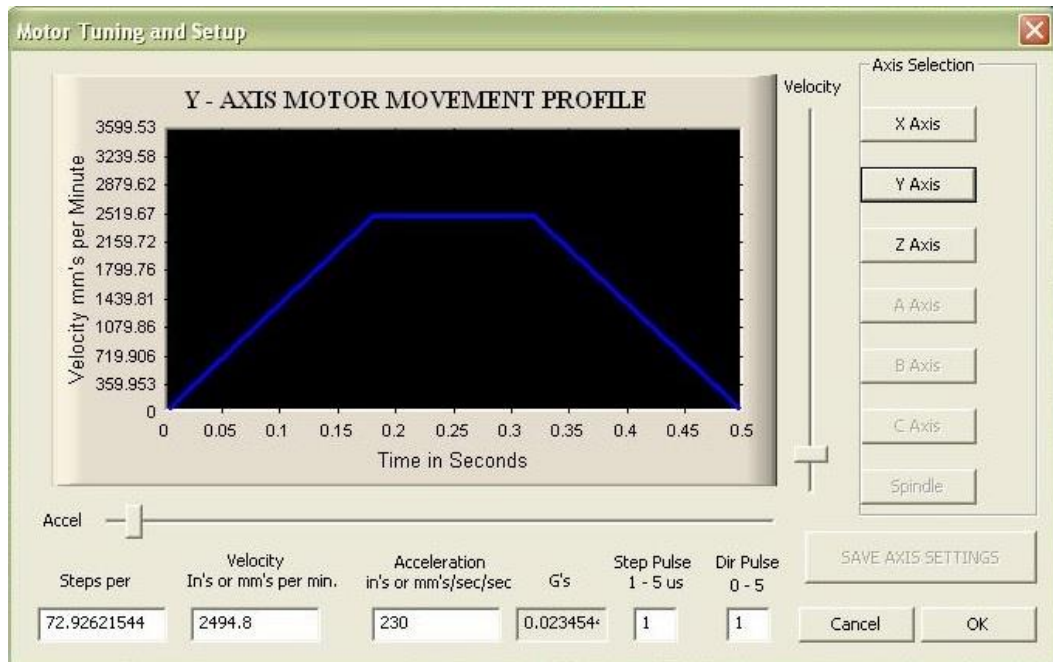 Motor Tuning and Setup
Axis Selection
Y - AXIS MOTOR MOVEMENT PROFILE
Velocity
Velocity mm's per Minute
3599.53
3239.58
2879.62
2519.67
2159.72
1799.76
1439.81
1079.86
719.906
359.953
0
0 0.05 0.1 0.15 0.2 0.25 0.3 0.35 0.4 0.45 0.5
Time in Seconds
X Axis
Y Axis
Z Axis
A Axis
B Axis
C Axis
Spindle
Accel
Steps per
72.92621544
Velocity
In's or mm's per min.
2494.8
Acceleration
in's or mm's/sec/sec
230
G's
Step Pulse
1 - 5 us
1
Dir Pulse
0 - 5
1
SAVE AXIS SETTINGS
Cancel
OK